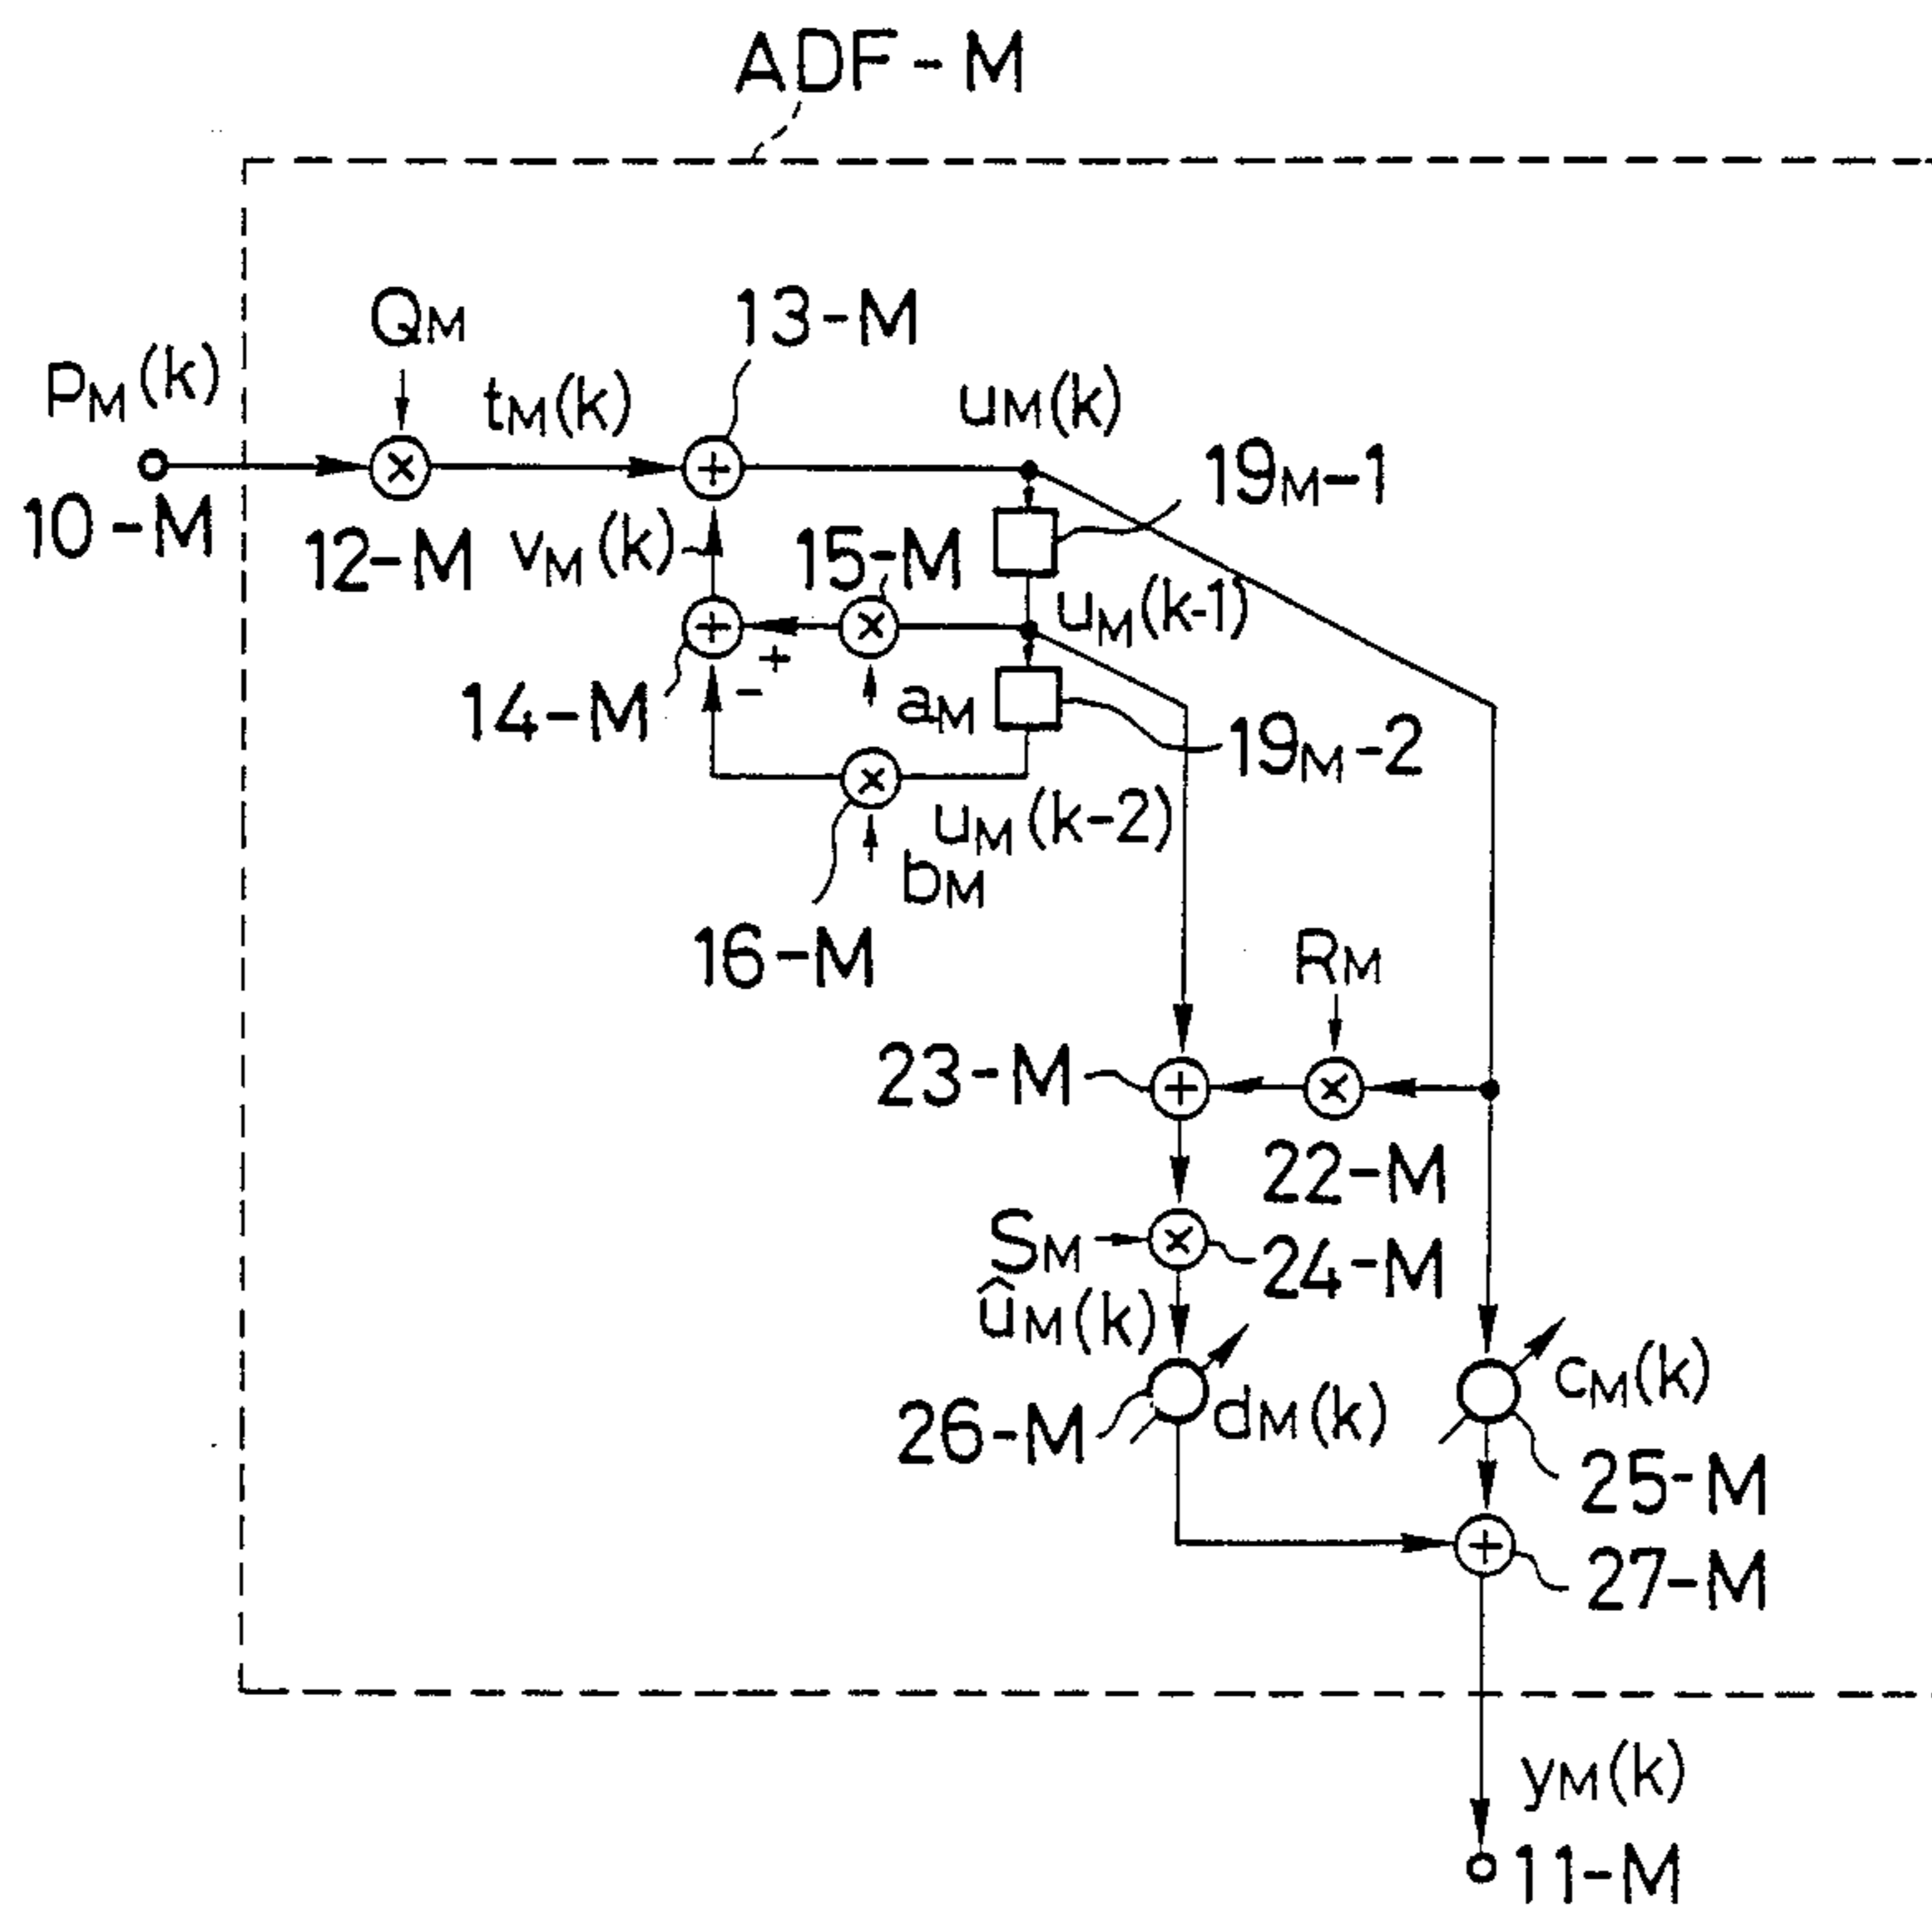 ADF-M
QM
13-M
pM(k)
tM(k)
uM(k)
19M-1
10-M
12-M
vM(k)
15-M
uM(k-1)
+
-
14-M
aM
19M-2
uM(k-2)
bM
16-M
RM
23-M
22-M
SM
24-M
ûM(k)
cM(k)
dM(k)
26-M
25-M
27-M
yM(k)
11-M